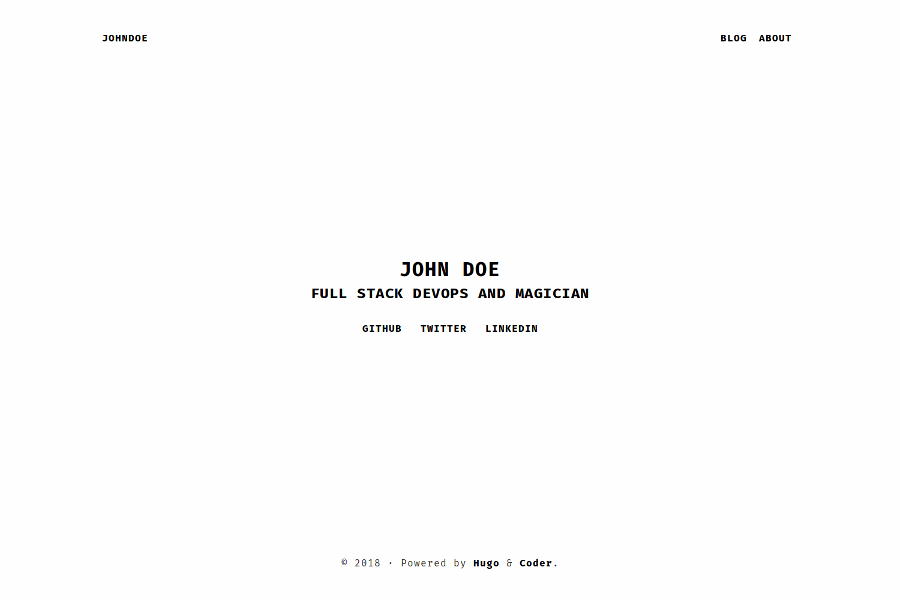 JOHNDOE
BLOG ABOUT
JOHN DOE
FULL STACK DEVOPS AND MAGICIAN
GITHUB TWITTER LINKEDIN
© 2018 · Powered by Hugo & Coder.